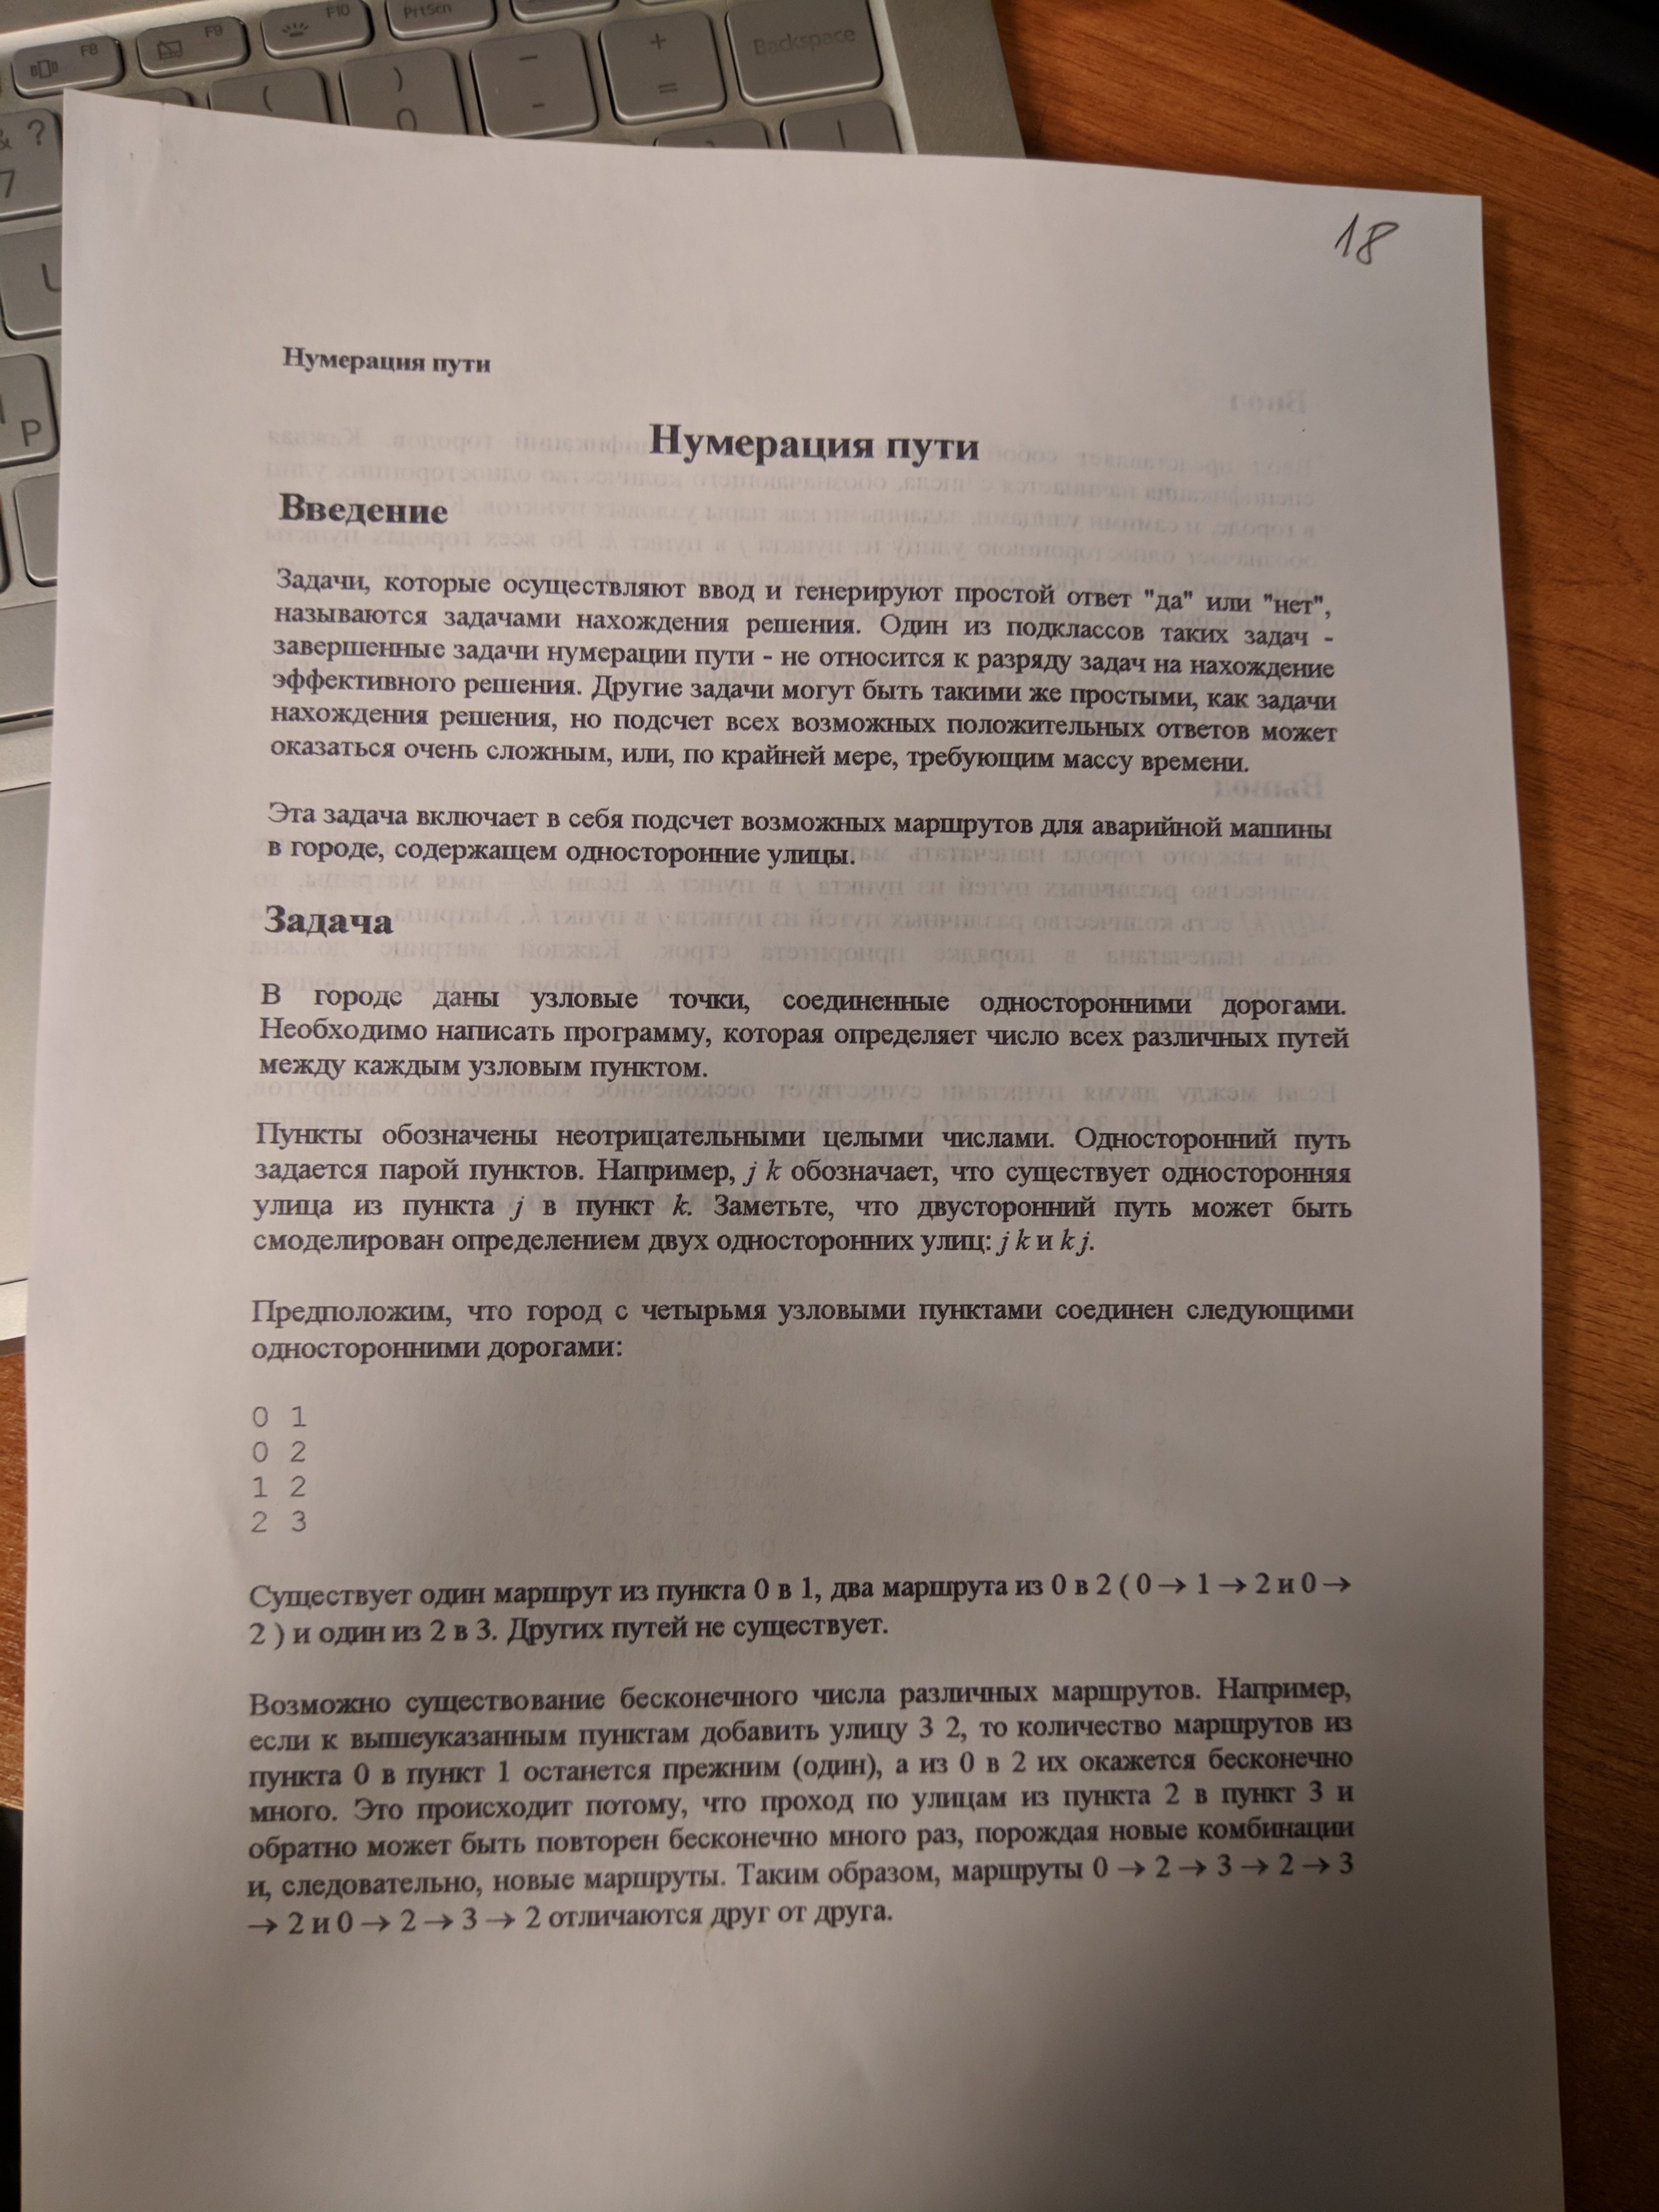 F8
F9
F10
PrtScn
Backspace
& ?
7
(
)
0
-
-
+
=
U
P
18
Нумерация пути
Нумерация пути
Введение
Задачи, которые осуществляют ввод и генерируют простой ответ "да" или "нет",
называются задачами нахождения решения. Один из подклассов таких задач -
завершенные задачи нумерации пути - не относится к разряду задач на нахождение
эффективного решения. Другие задачи могут быть такими же простыми, как задачи
нахождения решения, но подсчет всех возможных положительных ответов может
оказаться очень сложным, или, по крайней мере, требующим массу времени.
Эта задача включает в себя подсчет возможных маршрутов для аварийной машины
в городе, содержащем односторонние улицы.
Задача
В городе даны узловые точки, соединенные односторонними дорогами.
Необходимо написать программу, которая определяет число всех различных путей
между каждым узловым пунктом.
Пункты обозначены неотрицательными целыми числами. Односторонний путь
задается парой пунктов. Например, j k обозначает, что существует односторонняя
улица из пункта j в пункт k. Заметьте, что двусторонний путь может быть
смоделирован определением двух односторонних улиц: j k и k j.
Предположим, что город с четырьмя узловыми пунктами соединен следующими
односторонними дорогами:
0 1
0 2
1 2
2 3
Существует один маршрут из пункта 0 в 1, два маршрута из 0 в 2 ( 0 → 1 → 2 и 0 →
2 ) и один из 2 в 3. Других путей не существует.
Возможно существование бесконечного числа различных маршрутов. Например,
если к вышеуказанным пунктам добавить улицу 3 2, то количество маршрутов из
пункта 0 в пункт 1 останется прежним (один), а из 0 в 2 их окажется бесконечно
много. Это происходит потому, что проход по улицам из пункта 2 в пункт 3 и
обратно может быть повторен бесконечно много раз, порождая новые комбинации
и, следовательно, новые маршруты. Таким образом, маршруты 0 → 2 → 3 → 2 → 3
→ 2 и 0 → 2 → 3 → 2 отличаются друг от друга.